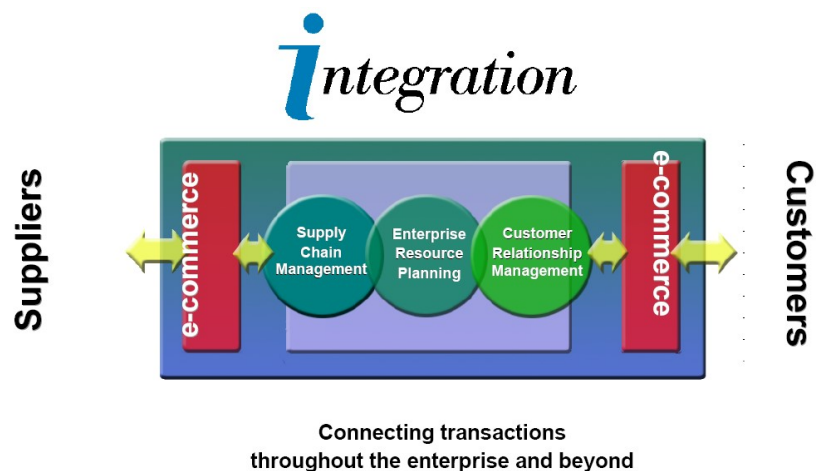 integration
Suppliers
e-commerce
Supply
Chain
Management
Enterprise
Resource
Planning
Customer
Relationship
Management
e-commerce
Customers
Connecting transactions
throughout the enterprise and beyond